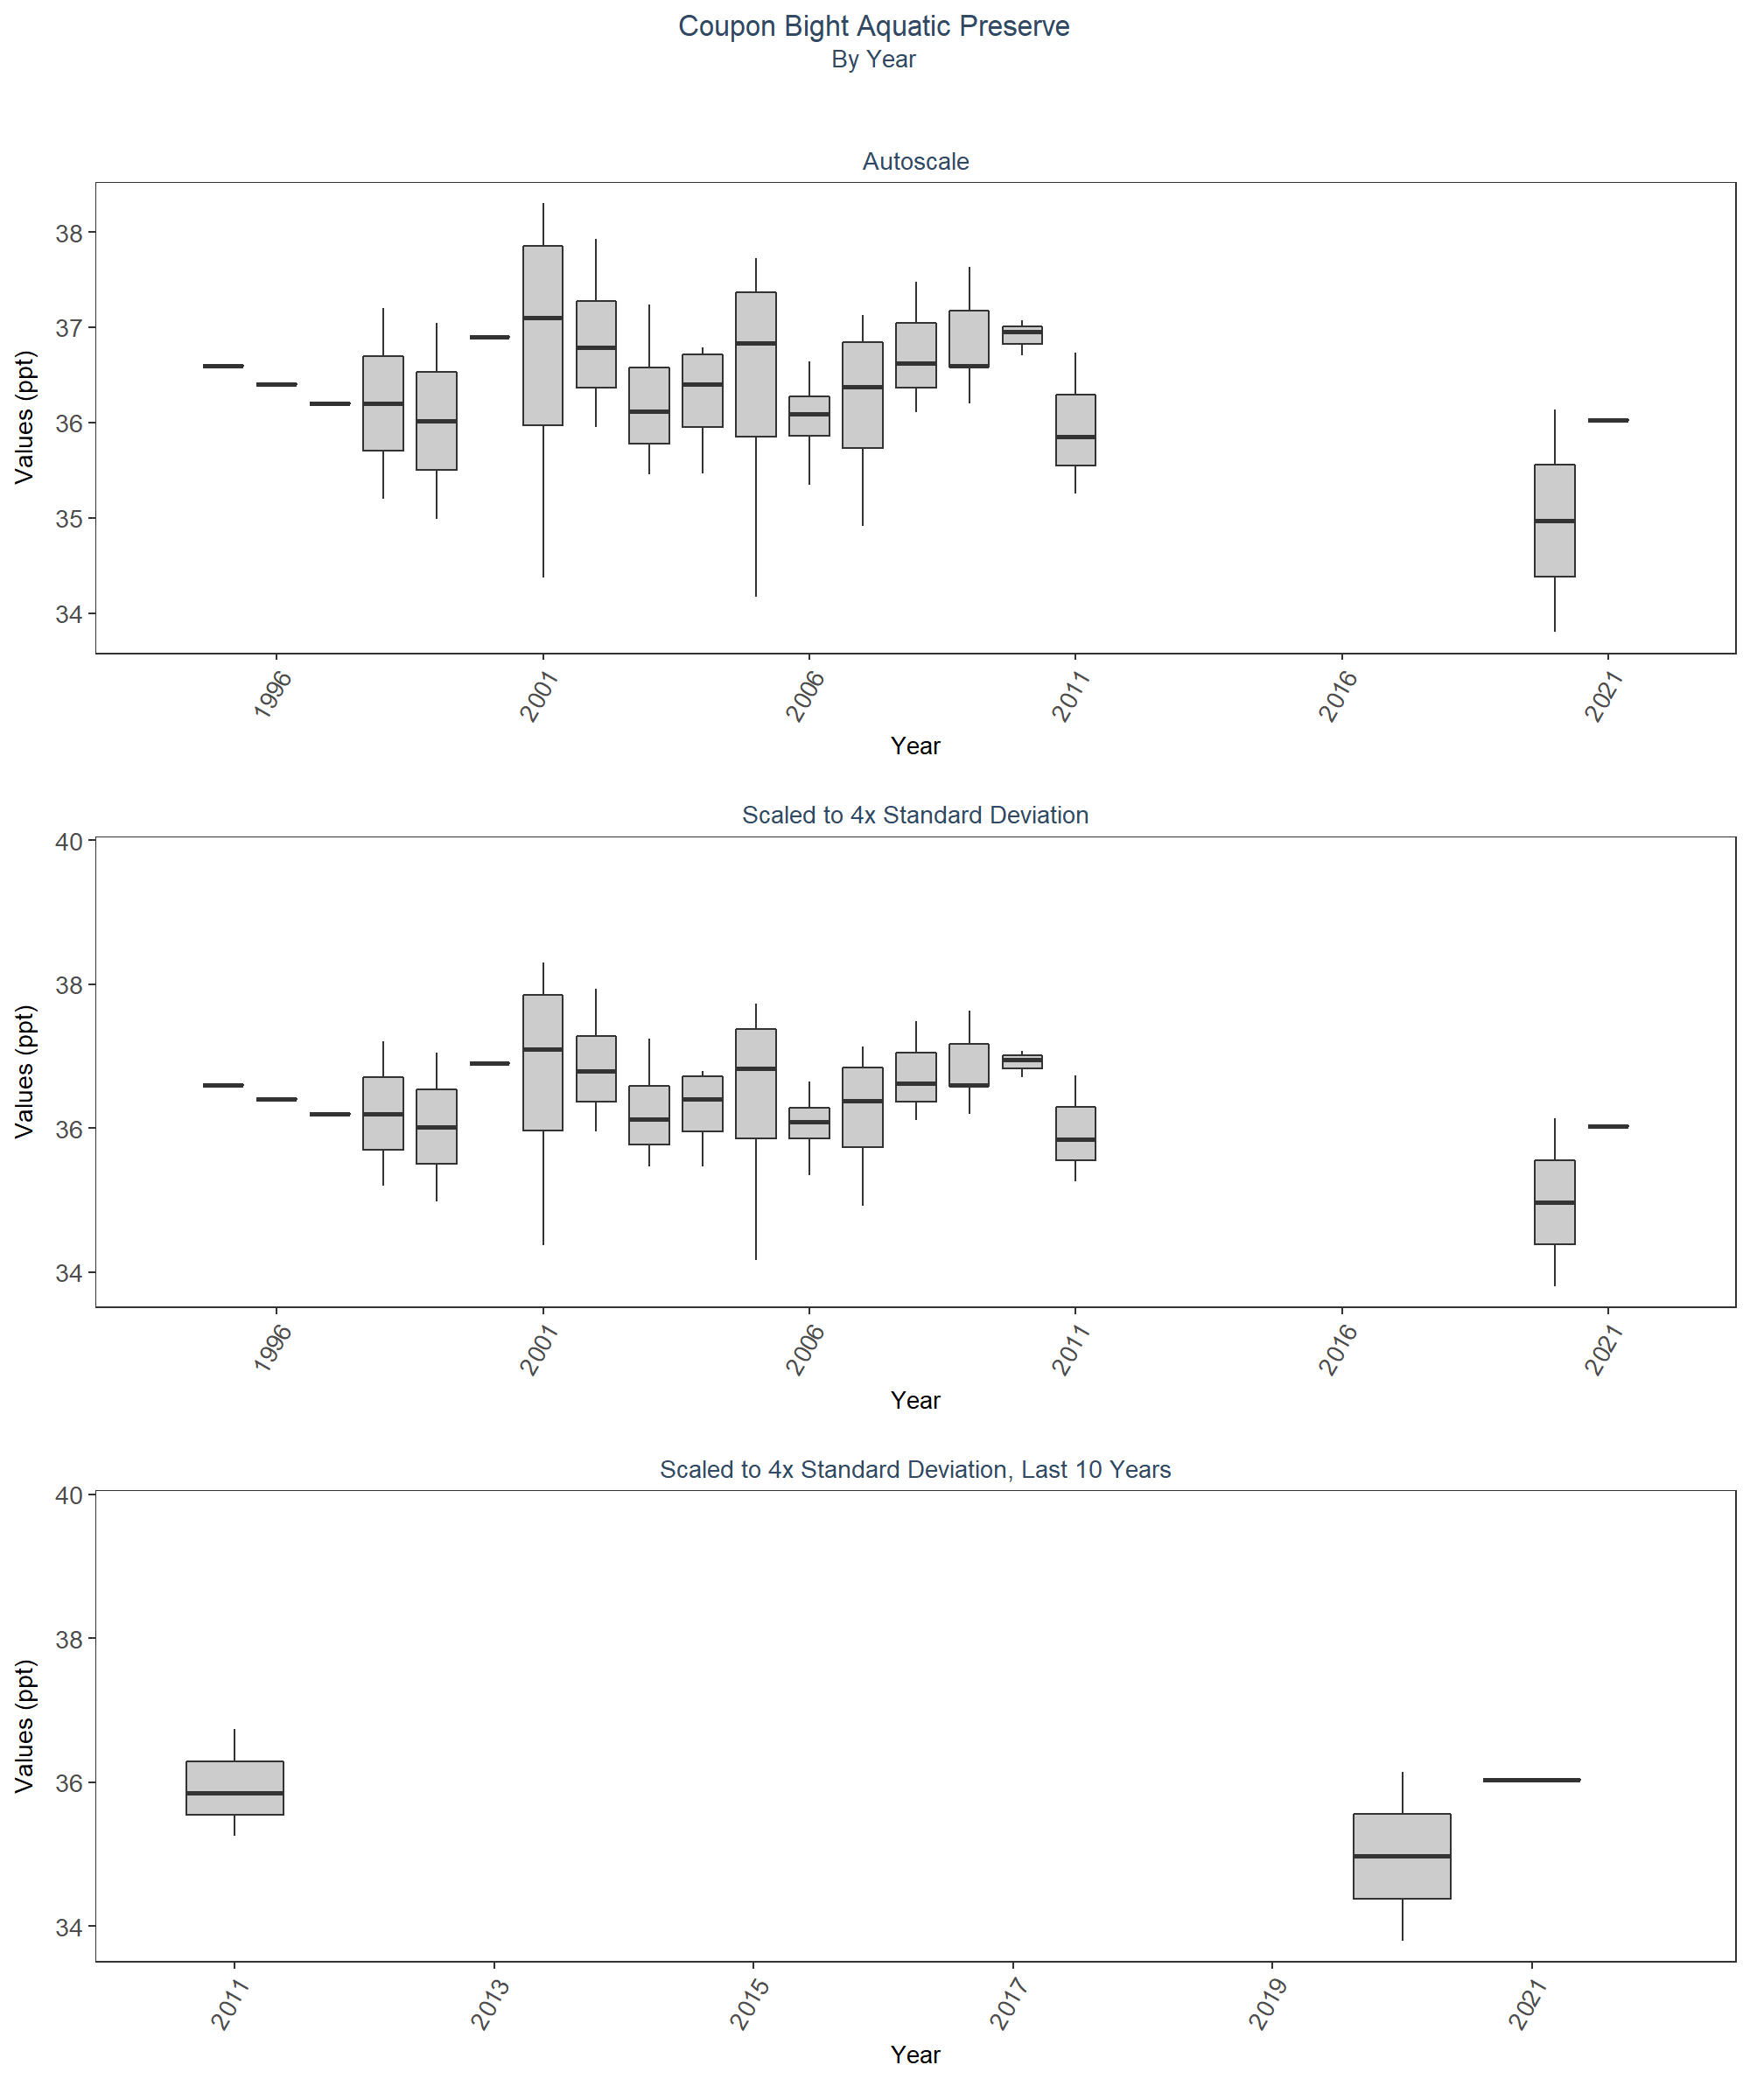 Coupon Bight Aquatic Preserve
By Year
Autoscale
Values (ppt)
38
37
36
35
34
1996
2001
2006
2011
2016
2021
Year
Scaled to 4x Standard Deviation
Values (ppt)
40
38
36
34
1996
2001
2006
2011
2016
2021
Year
Scaled to 4x Standard Deviation, Last 10 Years
Values (ppt)
40
38
36
34
2011
2013
2015
2017
2019
2021
Year